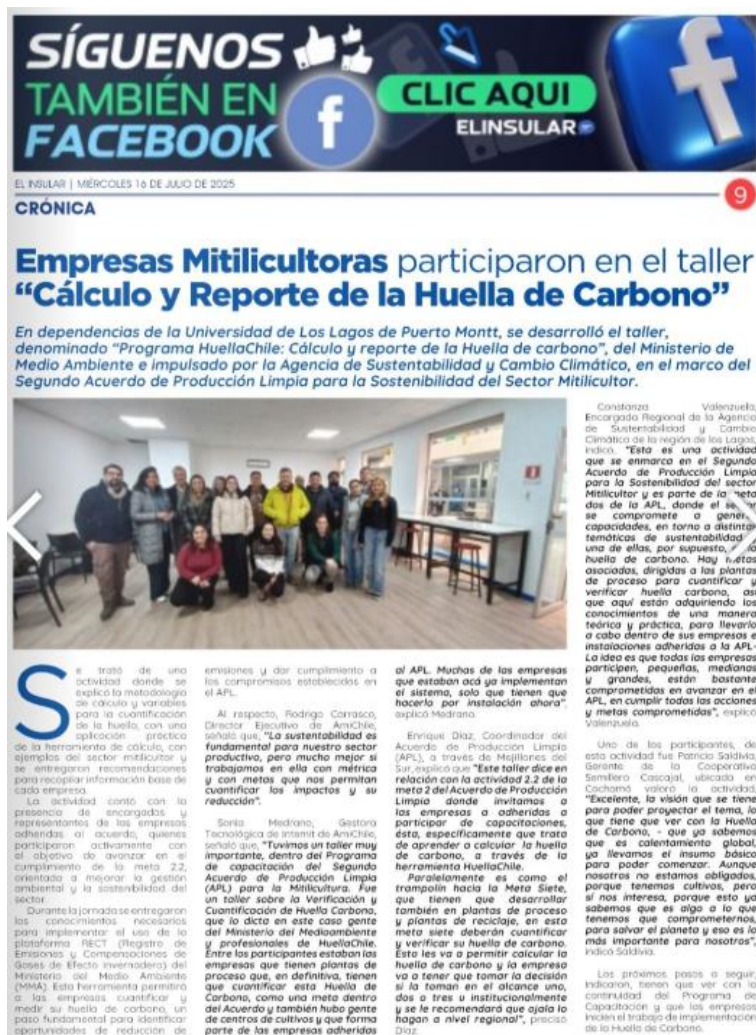 SÍGUENOS
TAMBIÉN EN
FACEBOOK
CLIC AQUI
ELINSULAR
EL INSULAR | MIÉRCOLES 16 DE JULIO DE 2025
9
CRÓNICA
Empresas Mitilicultoras participaron en el taller
“Cálculo y Reporte de la Huella de Carbono”
En dependencias de la Universidad de Los Lagos de Puerto Montt, se desarrolló el taller,
denominado “Programa HuellaChile: Cálculo y reporte de la Huella de carbono”, del Ministerio de
Medio Ambiente e impulsado por la Agencia de Sustentabilidad y Cambio Climático, en el marco del
Segundo Acuerdo de Producción Limpia para la Sostenibilidad del Sector Mitilicultor.
Se trató de una
actividad donde se
explicó la metodología
de cálculo y variables
para la cuantificación
de la huella, con una
aplicación práctica
de la herramienta de cálculo, con
ejemplos del sector mitilicultor y
se entregaron recomendaciones
para recopilar información base de
cada empresa.
La actividad contó con la
presencia de encargados y
representantes de las empresas
adheridas al acuerdo, quienes
participaron activamente con
el objetivo de avanzar en el
cumplimiento de la meta 2.2,
orientada a mejorar la gestión
ambiental y la sostenibilidad del
sector.
Durante la jornada se entregaron
los conocimientos necesarios
para implementar el uso de la
plataforma RECT (Registro de
Emisiones y Compensaciones de
Gases de Efecto Invernadero) del
Ministerio del Medio Ambiente
(MMA). Esta herramienta permitirá
a las empresas cuantificar y
medir su huella de carbono, un
paso fundamental para identificar
oportunidades de reducción de
emisiones y dar cumplimiento a
los compromisos establecidos en
el APL.
Al respecto, Rodrigo Carrasco,
Director Ejecutivo de AmiChile,
señaló que, “La sustentabilidad es
fundamental para nuestro sector
productivo, pero mucho mejor si
trabajamos en ella con métrica
y con metas que nos permitan
cuantificar los impactos y su
reducción”.
Sonia Medrano, Gestora
Tecnológica de Intemit de AmiChile,
señaló que, “Tuvimos un taller muy
importante, dentro del Programa
de capacitación del Segundo
Acuerdo de Producción Limpia
(APL) para la Mitilicultura. Fue
un taller sobre la Verificación y
Cuantificación de Huella Carbono,
que lo dicta en este caso gente
del Ministerio del Medioambiente
y profesionales de HuellaChile.
Entre los participantes estaban las
empresas que tienen plantas de
proceso que, en definitiva, tienen
que cuantificar esta Huella de
Carbono, como una meta dentro
del Acuerdo y también hubo gente
de centros de cultivos y que forma
parte de las empresas adheridas
al APL. Muchas de las empresas
que estaban acá ya implementan
el sistema, solo que tienen que
hacerlo por instalación ahora”,
explicó Medrano.
Enrique Díaz, Coordinador del
Acuerdo de Producción Limpia
(APL), a través de Mejillones del
Sur, explicó que “Este taller dice en
relación con la actividad 2.2 de la
meta 2 del Acuerdo de Producción
Limpia donde invitamos a
las empresas a adheridas a
participar de capacitaciones,
ésta, específicamente que trata
de aprender a calcular la huella
de carbono, a través de la
herramienta HuellaChile.
Paralelamente es como el
trampolín hacia la Meta Siete,
que tienen que desarrollar
también en plantas de proceso
y plantas de reciclaje, en esta
meta siete deberán cuantificar
y verificar su huella de carbono.
Esto les va a permitir calcular la
huella de carbono y la empresa
va a tener que tomar la decisión
si la toman en el alcance uno,
dos o tres u institucionalmente
y se le recomendará que ojala lo
hagan a nivel regional”, precisó
Díaz.
Constanza Valenzuela,
Encargada Regional de la Agencia
de Sustentabilidad y Cambio
Climático de la región de los Lagos,
indicó, “Esta es una actividad
que se enmarca en el Segundo
Acuerdo de Producción Limpia
para la Sostenibilidad del sector
Mitilicultor y es parte de la meta
dos de la APL, donde el sector
se compromete a generar
capacidades, en torno a distintas
temáticas de sustentabilidad
una de ellas, por supuesto, la
huella de carbono. Hay metas
asociadas, dirigidas a las plantas
de proceso para cuantificar y
verificar huella carbono, así
que aquí están adquiriendo los
conocimientos de una manera
teórica y práctica, para llevarlo
a cabo dentro de sus empresas e
instalaciones adheridas a la APL-
La idea es que todas las empresas
participen, pequeñas, medianas
y grandes, están bastante
comprometidas en avanzar en el
APL, en cumplir todas las acciones
y metas comprometidas”, explicó
Valenzuela.
Uno de los participantes, de
esta actividad fue Patricio Saldivia,
Gerente de la Cooperativa
Semillero Cascajal, ubicada en
Cochamó valoró la actividad,
“Excelente, la visión que se tiene
para poder proyectar el tema, lo
que tiene que ver con la Huella
de Carbono, - que ya sabemos
que es calentamiento global,
ya llevamos el insumo básico
para poder comenzar. Aunque
nosotros no estamos obligados,
porque tenemos cultivos, pero
sí nos interesa, porque esto ya
sabemos que es algo a lo que
tenemos que comprometernos,
para salvar el planeta y eso es lo
más importante para nosotros”,
indicó Saldivia.
Los próximos pasos a seguir,
indicaron, tienen que ver con la
continuidad del Programa de
Capacitación y que las empresas
inicien el trabajo de implementación
de la Huella de Carbono.